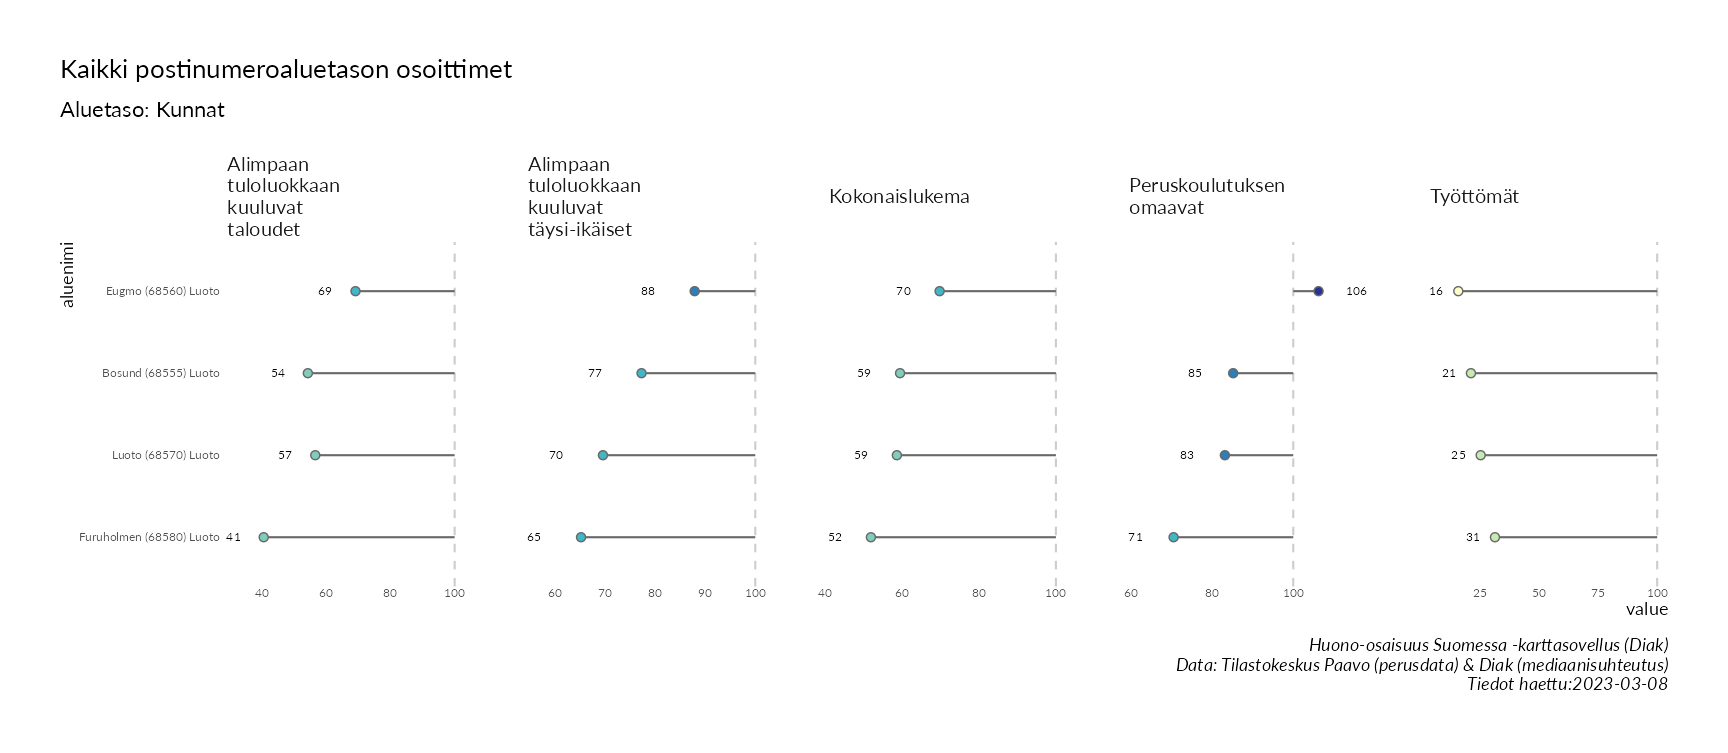 Kaikki postinumeroaluetason osoittimet
Aluetaso: Kunnat
Alimpaan
tuloluokkaan
kuuluvat
taloudet
Alimpaan
tuloluokkaan
kuuluvat
täysi-ikäiset
Kokonaislukema
Peruskoulutuksen
omaavat
Työttömät
aluenimi
Eugmo (68560) Luoto 69 88 70 106 16
Bosund (68555) Luoto 54 77 59 85 21
Luoto (68570) Luoto 57 70 59 83 25
Furuholmen (68580) Luoto 41 65 52 71 31
40 60 80 100 60 70 80 90 100 40 60 80 100 60 80 100 25 50 75 100
value
Huono-osaisuus Suomessa -karttasovellus (Diak)
Data: Tilastokeskus Paavo (perusdata) & Diak (mediaanisuhteutus)
Tiedot haettu:2023-03-08